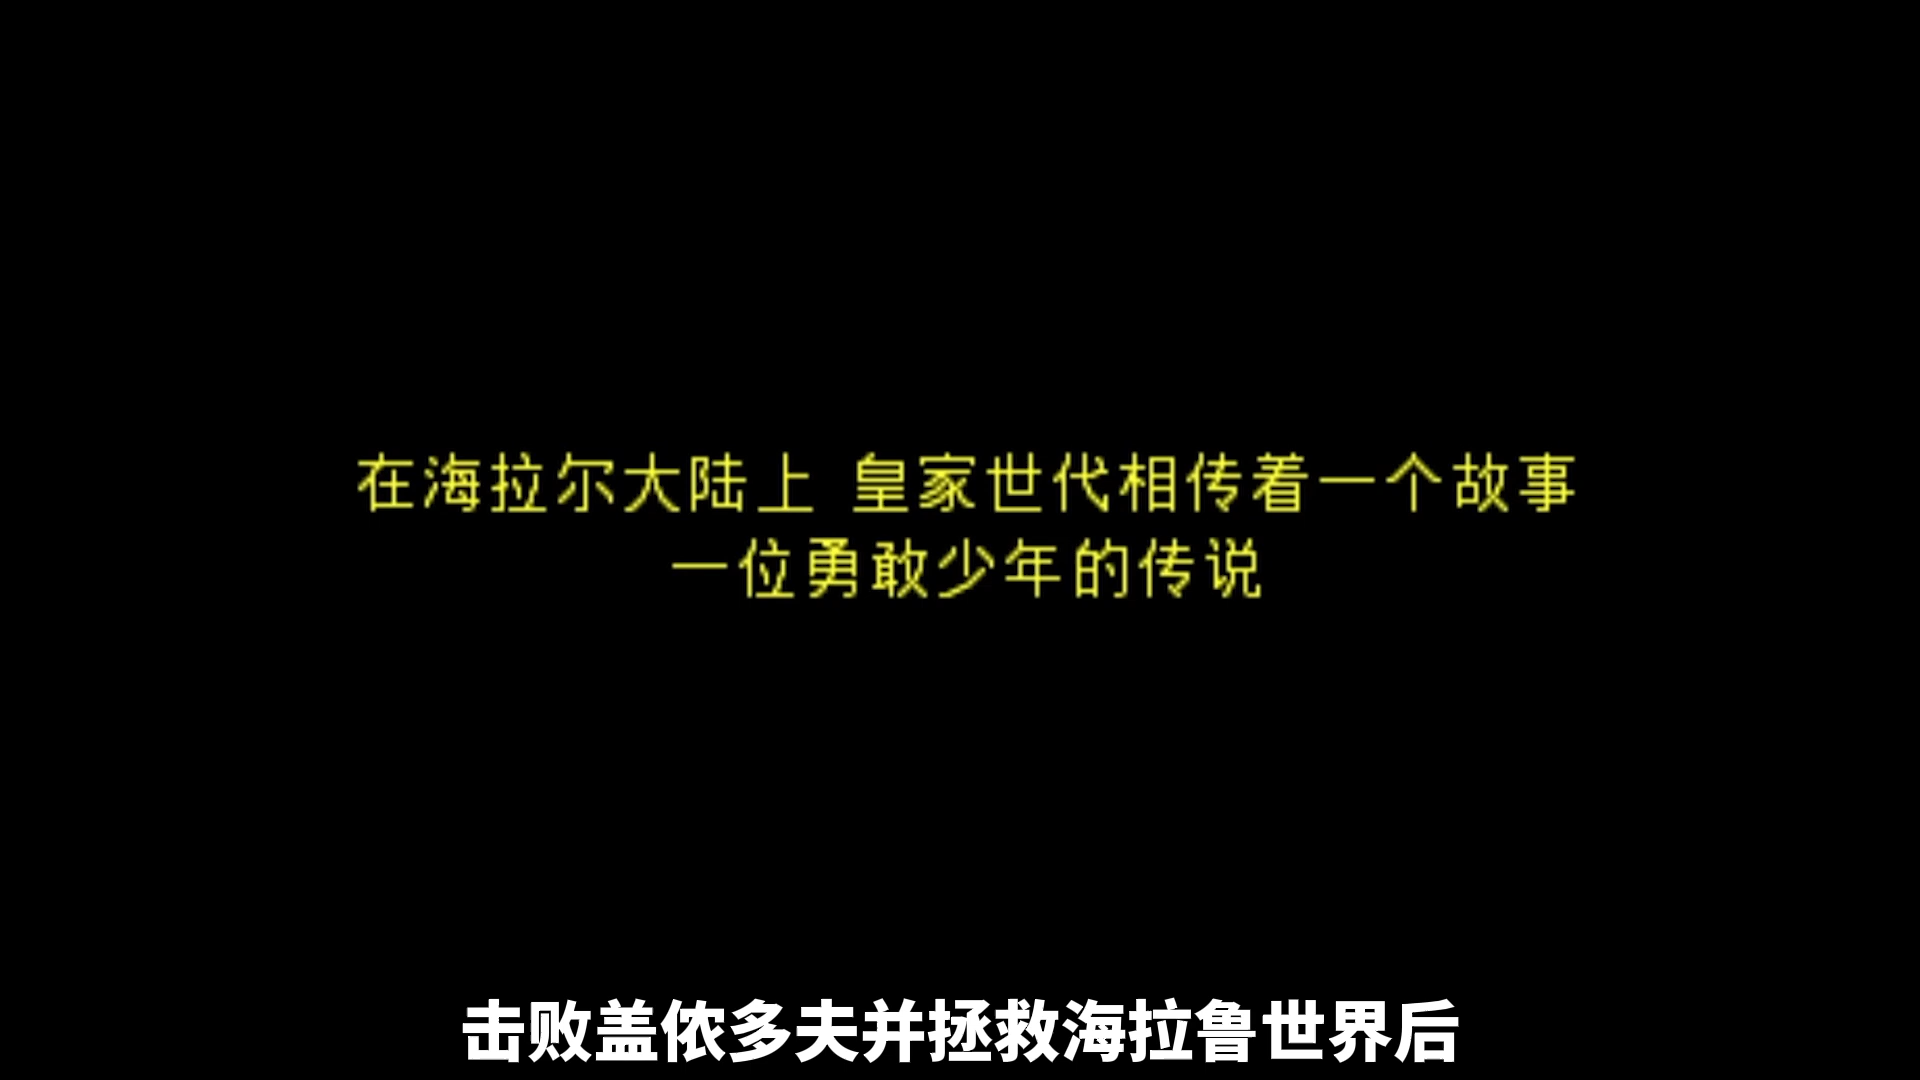 在海拉尔大陆上 皇家世代相传着一个故事
一位勇敢少年的传说
击败盖侬多夫并拯救海拉鲁世界后